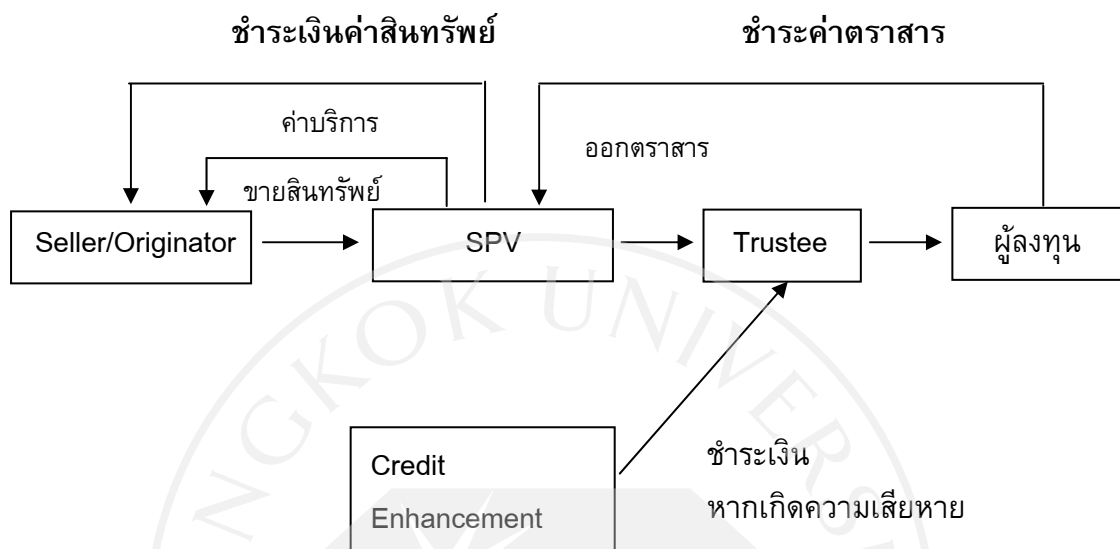 ชำระเงินค่าสินทรัพย์
ชำระค่าตราสาร
ค่าบริการ
ออกตราสาร
ขายสินทรัพย์
Seller/Originator
SPV
Trustee
ผู้ลงทุน
Credit
Enhancement
ชำระเงิน
หากเกิดความเสียหาย
NGKOK UNIVERS